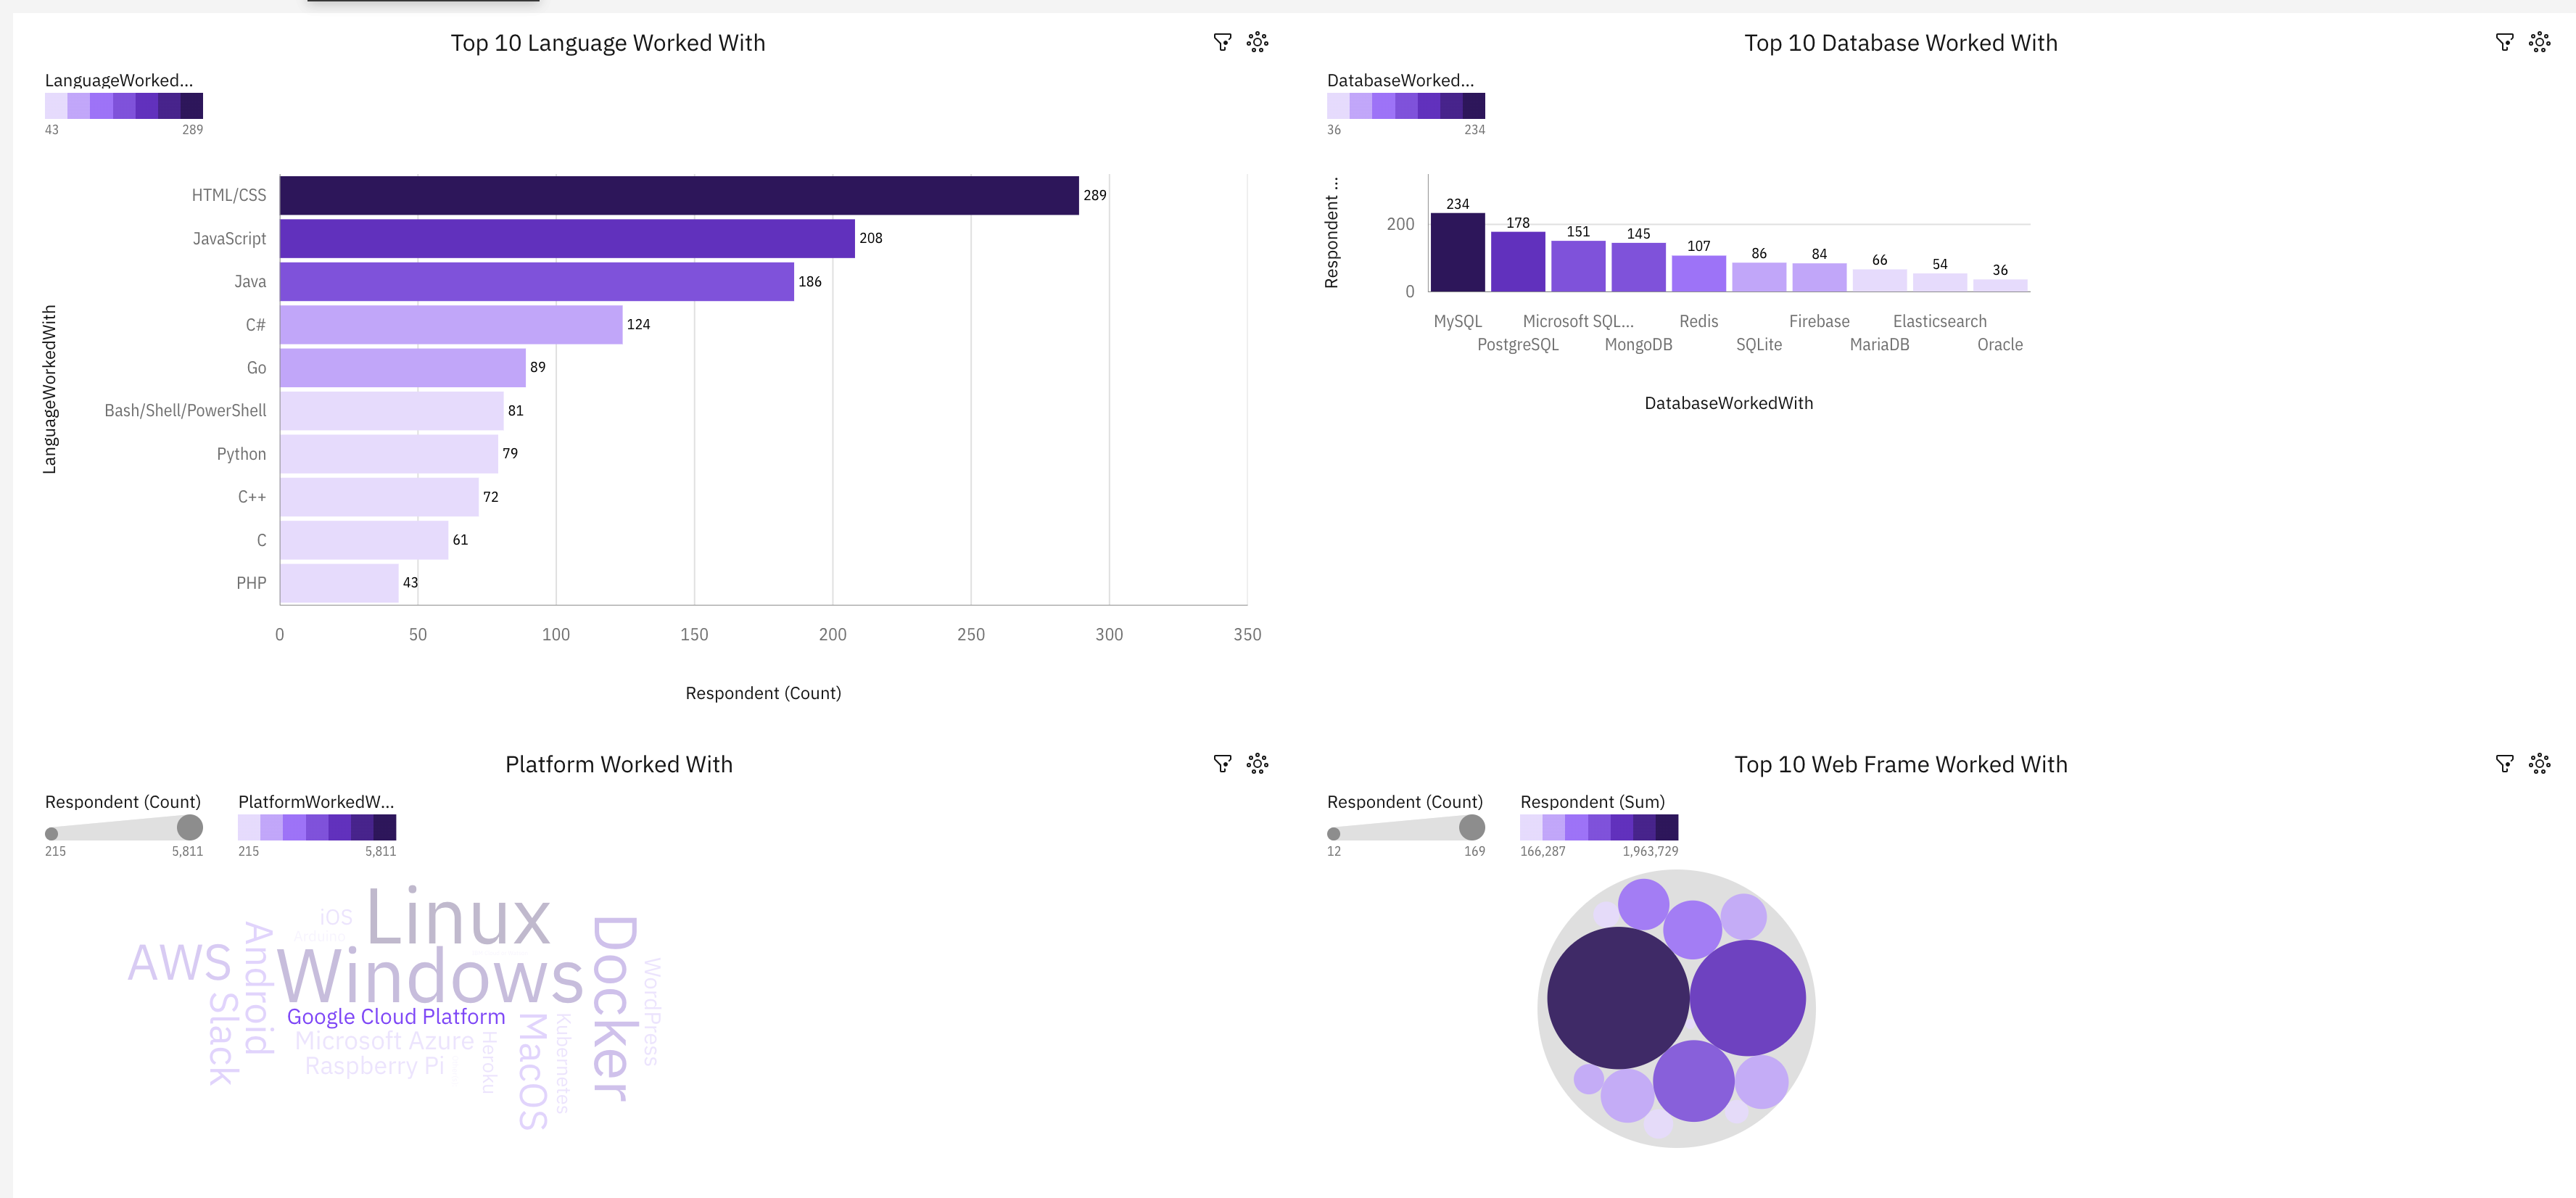 Top 10 Language Worked With
LanguageWorked...
43 289
LanguageWorkedWith
HTML/CSS 289
JavaScript 208
Java 186
C# 124
Go 89
Bash/Shell/PowerShell 81
Python 79
C++ 72
C 61
PHP 43
0 50 100 150 200 250 300 350
Respondent (Count)
Top 10 Database Worked With
DatabaseWorked...
36 234
Respondent ...
200
0
234 178 151 145 107 86 84 66 54 36
MySQL Microsoft SQL... Redis Firebase Elasticsearch
PostgreSQL MongoDB SQLite MariaDB Oracle
DatabaseWorkedWith
Platform Worked With
Respondent (Count) PlatformWorkedW...
215 5,811 215 5,811
Linux
iOS
Arduino
AWS
Android
Windows
Docker
WordPress
Slack
Google Cloud Platform
Microsoft Azure
Raspberry Pi
Heroku
MacOS
Kubernetes
Top 10 Web Frame Worked With
Respondent (Count) Respondent (Sum)
12 169 166,287 1,963,729